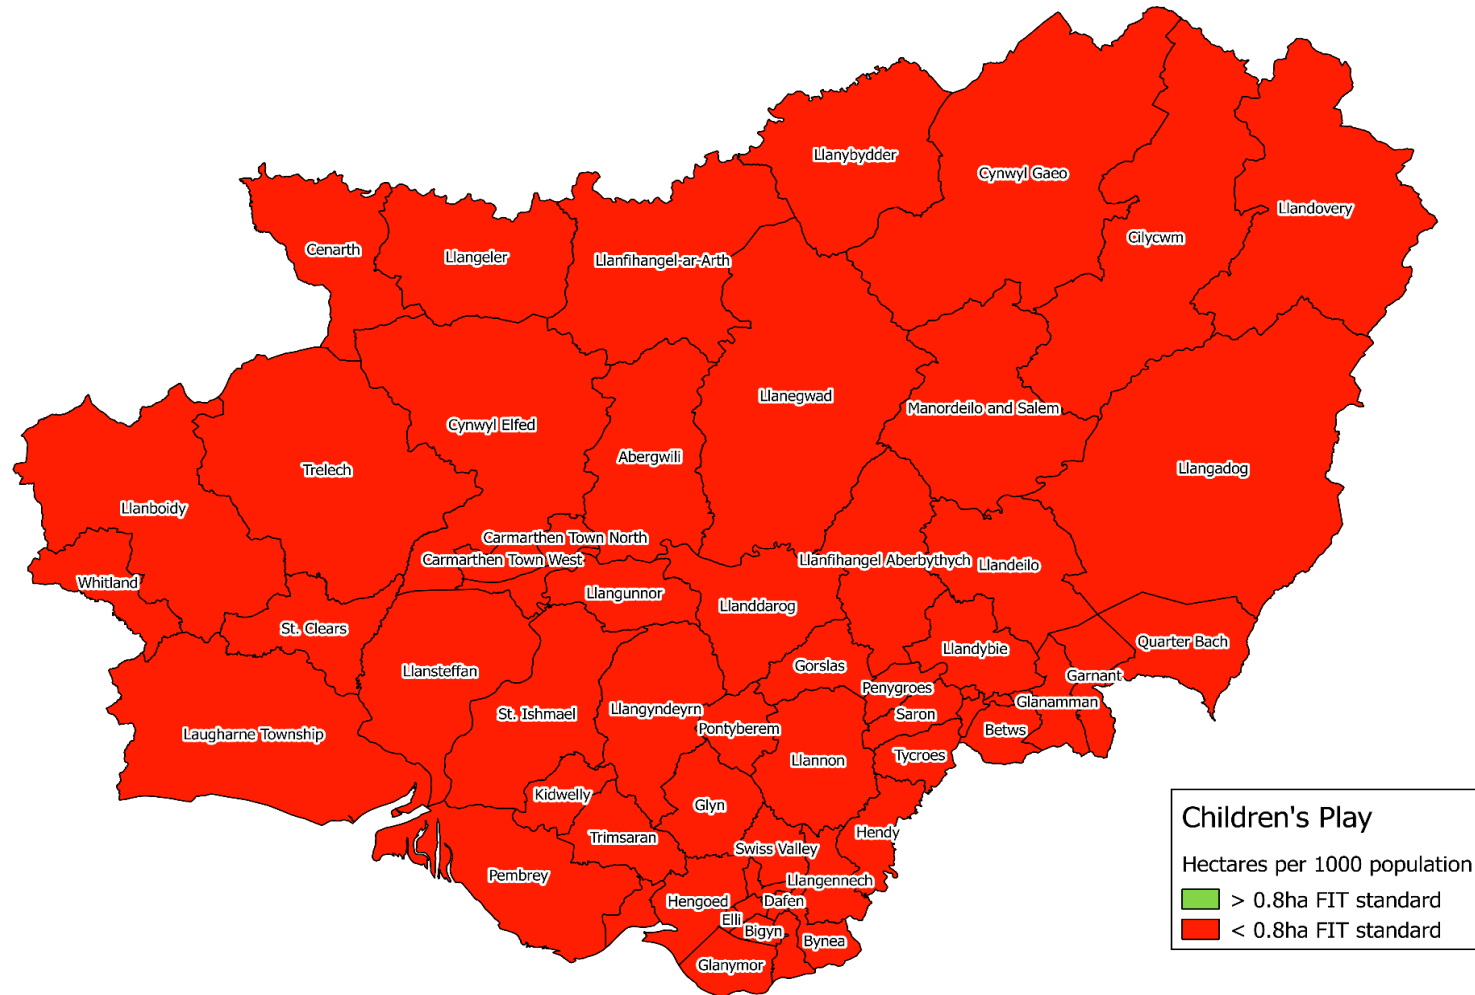 Llanybydder
Cynwyl Gaeo
Llandovery
Cilycwm
Cenarth
Llangeler
Llanfihangel-ar-Arth
Llanegwad
Manordeilo and Salem
Cynwyl Elfed
Abergwili
Trelech
Llangadog
Llanboidy
Carmarthen Town North
Carmarthen Town West
Llanfihangel Aberbythych
Llandeilo
Whitland
Llangunnor
Llanddarog
St. Clears
Llandybie
Quarter Bach
Llansteffan
Gorslas
Garnant
Penygroes
Glanamman
St. Ishmael
Llangyndeyrn
Saron
Pontyberem
Betws
Laugharne Township
Tycroes
Llannon
Kidwelly
Glyn
Hendy
Trimsaran
Swiss Valley
Pembrey
Llangennech
Hengoed
Dafen
Elli
Bigyn
Bynea
Glanymor
Children's Play
Hectares per 1000 population
> 0.8ha FIT standard
< 0.8ha FIT standard